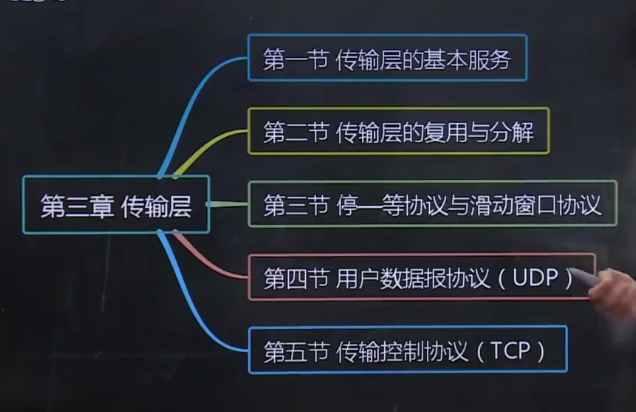 第三章 传输层
第一节 传输层的基本服务
第二节 传输层的复用与分解
第三节 停—等协议与滑动窗口协议
第四节 用户数据报协议（UDP）
第五节 传输控制协议（TCP）